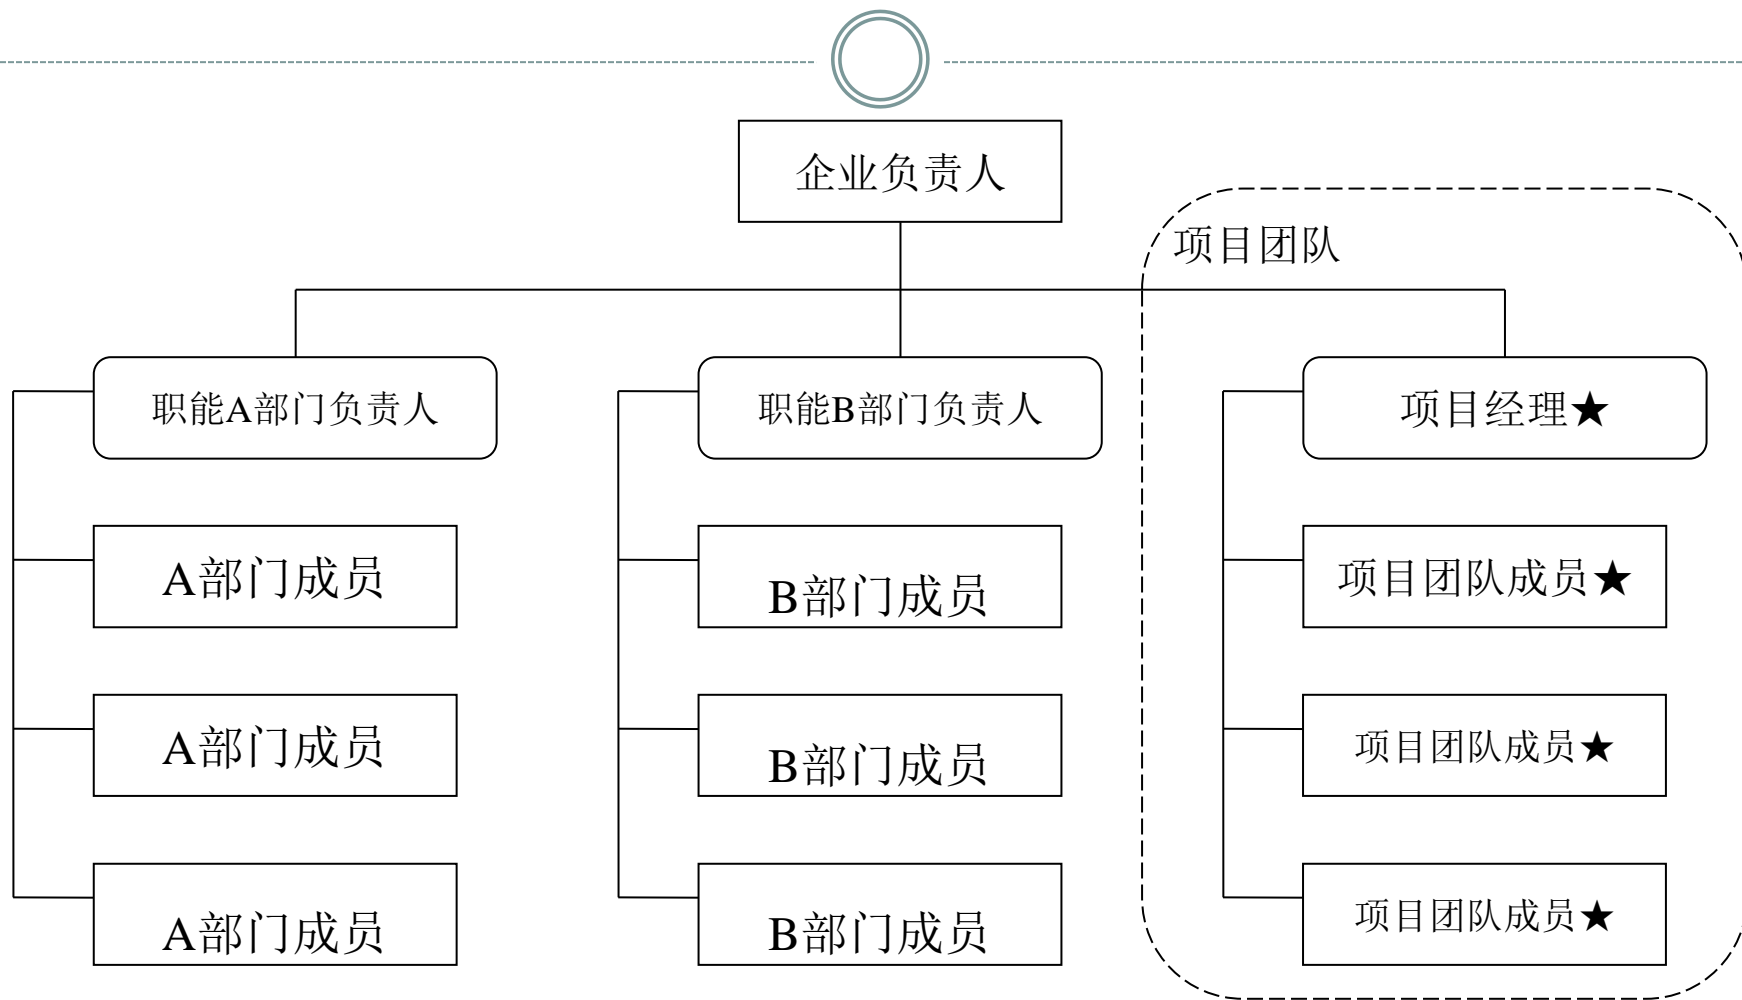 企业负责人
项目团队
职能A部门负责人
职能B部门负责人
项目经理★
A部门成员
B部门成员
项目团队成员★
A部门成员
B部门成员
项目团队成员★
A部门成员
B部门成员
项目团队成员★